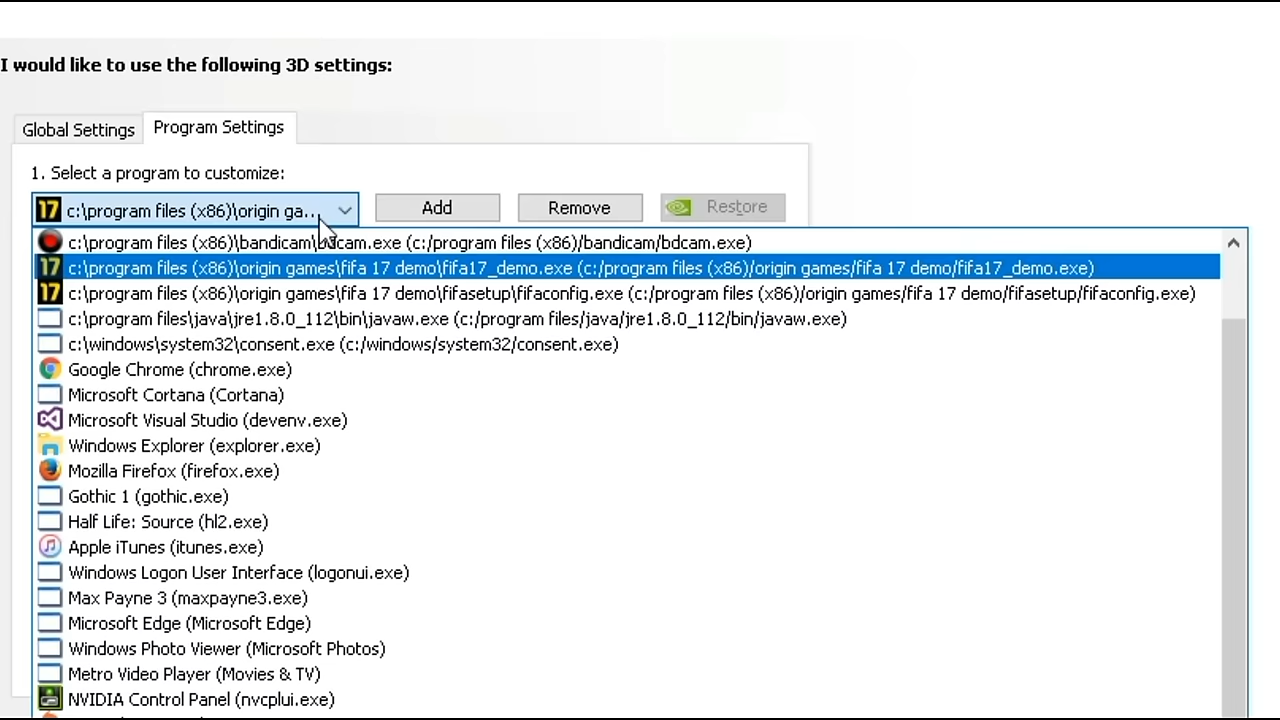 I would like to use the following 3D settings:
Global Settings
Program Settings
1. Select a program to customize:
17 c:\program files (x86)\origin ga...
Add
Remove
Restore
c:\program files (x86)\bandicam\bdcam.exe (c:/program files (x86)/bandicam/bdcam.exe)
17 c:\program files (x86)\origin games\fifa 17 demo\fifa17_demo.exe (c:/program files (x86)/origin games/fifa 17 demo/fifa17_demo.exe)
17 c:\program files (x86)\origin games\fifa 17 demo\fifasetup\fifaconfig.exe (c:/program files (x86)/origin games/fifa 17 demo/fifasetup/fifaconfig.exe)
c:\program files\java\jre1.8.0_112\bin\javaw.exe (c:/program files/java/jre1.8.0_112/bin/javaw.exe)
c:\windows\system32\consent.exe (c:/windows/system32/consent.exe)
Google Chrome (chrome.exe)
Microsoft Cortana (Cortana)
Microsoft Visual Studio (devenv.exe)
Windows Explorer (explorer.exe)
Mozilla Firefox (firefox.exe)
Gothic 1 (gothic.exe)
Half Life: Source (hl2.exe)
Apple iTunes (itunes.exe)
Windows Logon User Interface (logonui.exe)
Max Payne 3 (maxpayne3.exe)
Microsoft Edge (Microsoft Edge)
Windows Photo Viewer (Microsoft Photos)
Metro Video Player (Movies & TV)
NVIDIA Control Panel (nvcplui.exe)